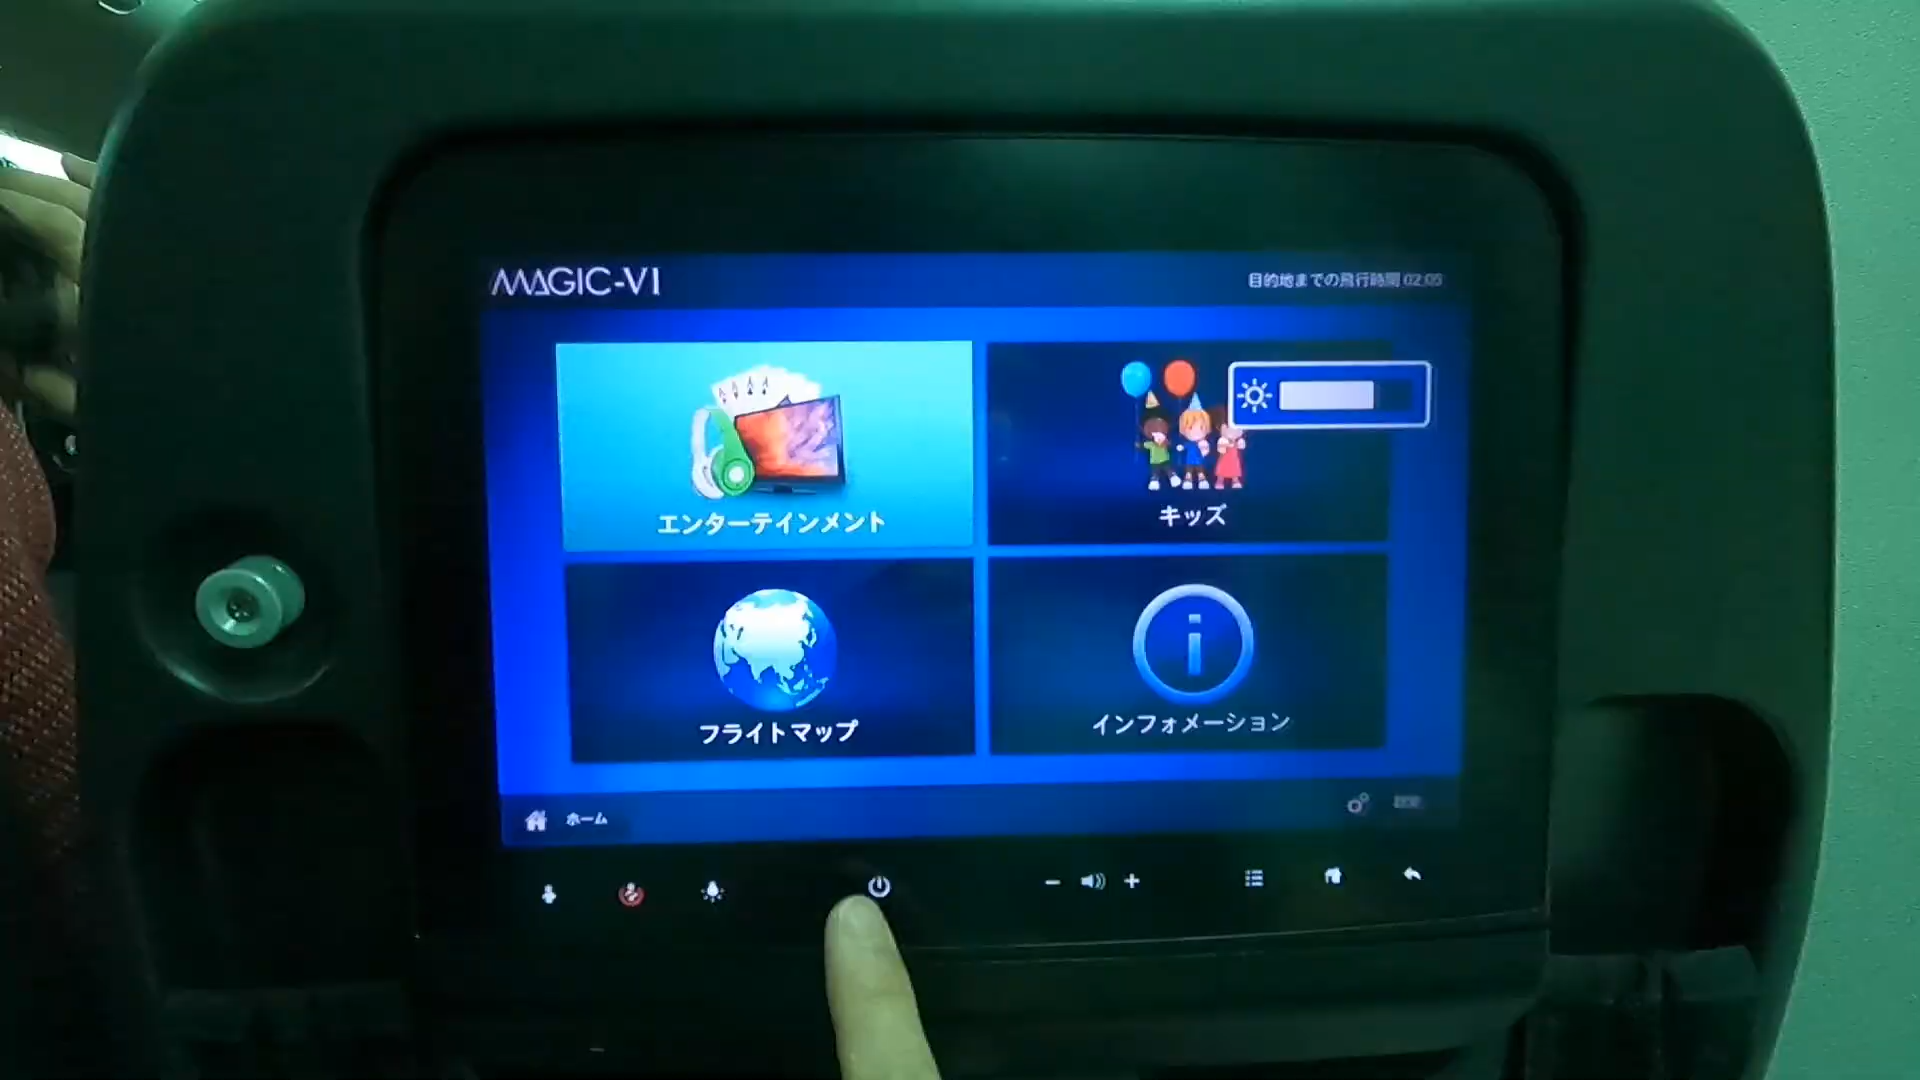 MAGIC-VI
目的地までの飛行時間 02:05
エンターテインメント
キッズ
フライトマップ
インフォメーション
ホーム